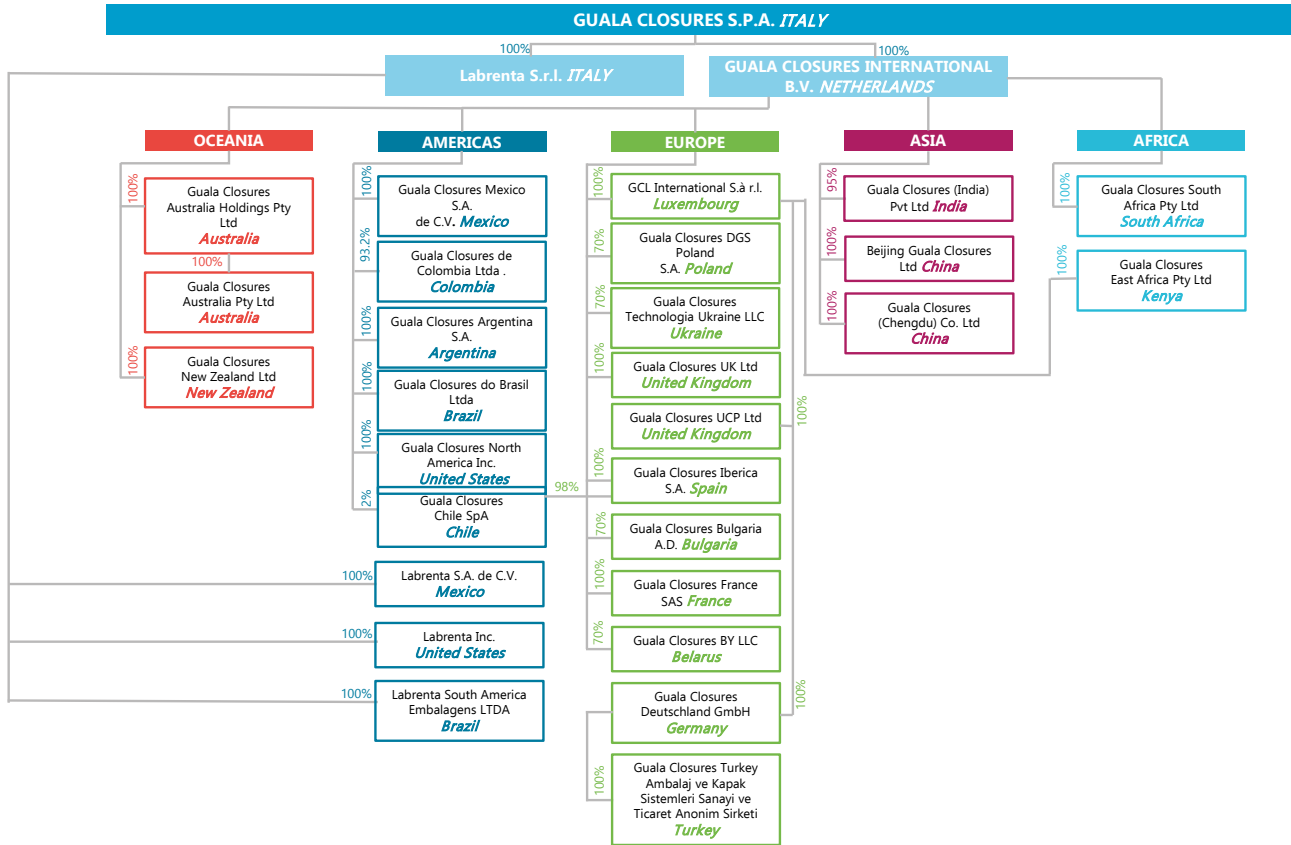 GUALA CLOSURES S.P.A. ITALY
100%
100%
Labrenta S.r.l. ITALY
GUALA CLOSURES INTERNATIONAL
B.V. NETHERLANDS
OCEANIA
AMERICAS
EUROPE
ASIA
AFRICA
100%
Guala Closures
Australia Holdings Pty
Ltd
Australia
100%
Guala Closures
Australia Pty Ltd
Australia
100%
Guala Closures
New Zealand Ltd
New Zealand
100%
Guala Closures Mexico
S.A.
de C.V. Mexico
93.2%
Guala Closures de
Colombia Ltda .
Colombia
100%
Guala Closures Argentina
S.A.
Argentina
100%
Guala Closures do Brasil
Ltda
Brazil
100%
Guala Closures North
America Inc.
United States
2%
Guala Closures
Chile SpA
Chile
98%
100%
Labrenta S.A. de C.V.
Mexico
100%
Labrenta Inc.
United States
100%
Labrenta South America
Embalagens LTDA
Brazil
100%
GCL International S.à r.l.
Luxembourg
70%
Guala Closures DGS
Poland
S.A. Poland
70%
Guala Closures
Technologia Ukraine LLC
Ukraine
100%
Guala Closures UK Ltd
United Kingdom
Guala Closures UCP Ltd
United Kingdom
100%
100%
Guala Closures Iberica
S.A. Spain
70%
Guala Closures Bulgaria
A.D. Bulgaria
100%
Guala Closures France
SAS France
70%
Guala Closures BY LLC
Belarus
Guala Closures
Deutschland GmbH
Germany
100%
100%
Guala Closures Turkey
Ambalaj ve Kapak
Sistemleri Sanayi ve
Ticaret Anonim Sirketi
Turkey
95%
Guala Closures (India)
Pvt Ltd India
100%
Beijing Guala Closures
Ltd China
100%
Guala Closures
(Chengdu) Co. Ltd
China
100%
Guala Closures South
Africa Pty Ltd
South Africa
100%
Guala Closures
East Africa Pty Ltd
Kenya